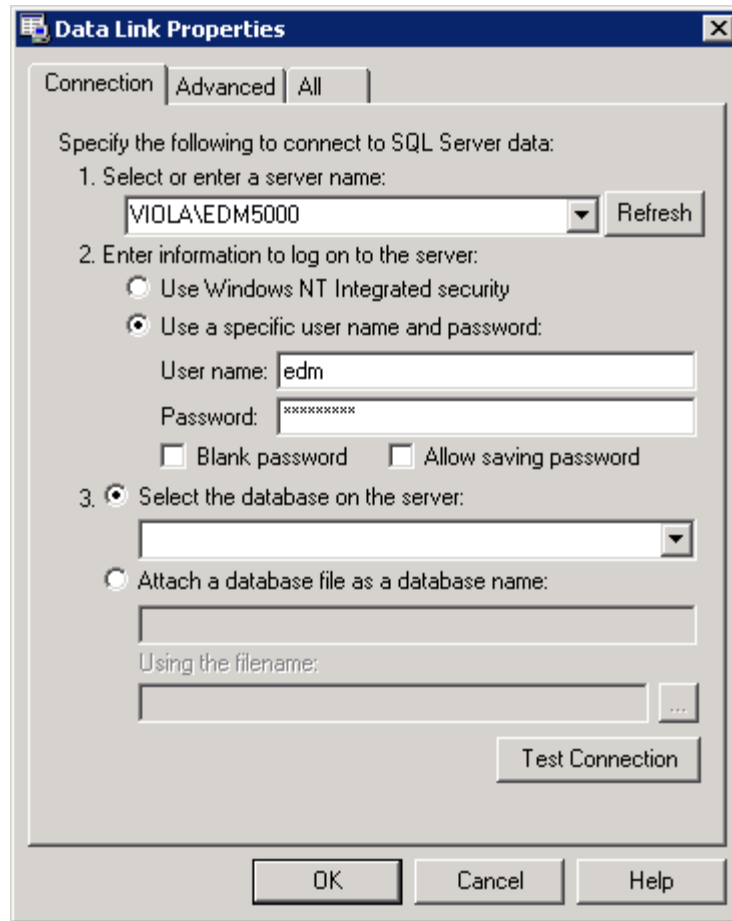 Data Link Properties
Connection Advanced All
Specify the following to connect to SQL Server data:
1. Select or enter a server name:
VIOLA\EDM5000 Refresh
2. Enter information to log on to the server:
Use Windows NT Integrated security
Use a specific user name and password:
User name: edm
Password: *********
Blank password Allow saving password
3. Select the database on the server:
Attach a database file as a database name:
Using the filename:
...
Test Connection
OK Cancel Help